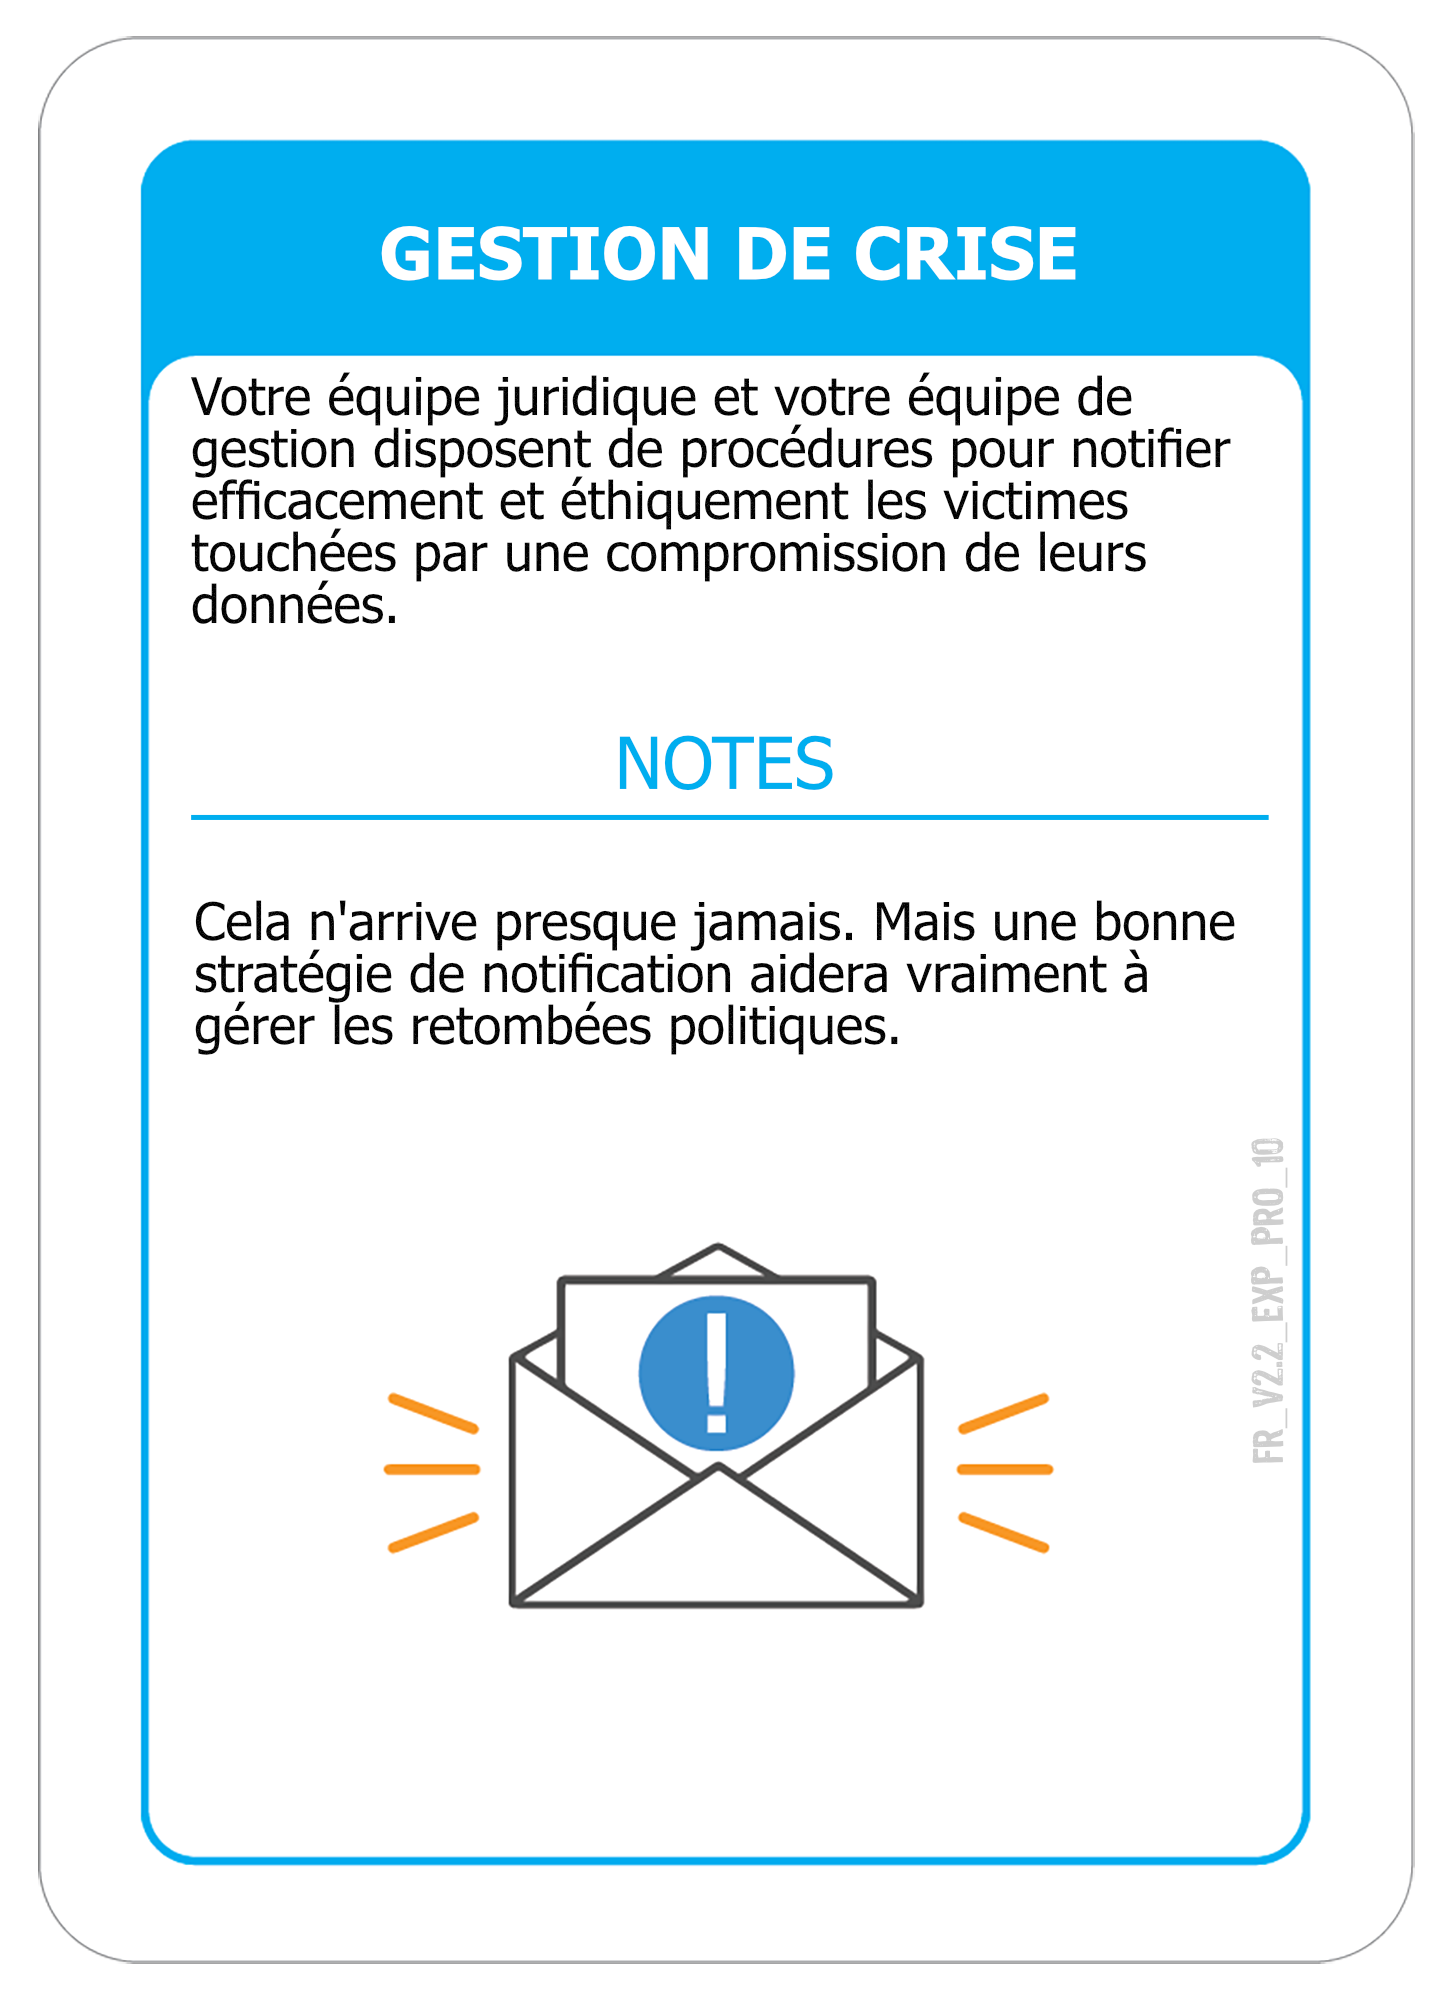 GESTION DE CRISE
Votre équipe juridique et votre équipe de
gestion disposent de procédures pour notifier
efficacement et éthiquement les victimes
touchées par une compromission de leurs
données.
NOTES
Cela n'arrive presque jamais. Mais une bonne
stratégie de notification aidera vraiment à
gérer les retombées politiques.
FR_V2.2_EXP_PRO_10
!